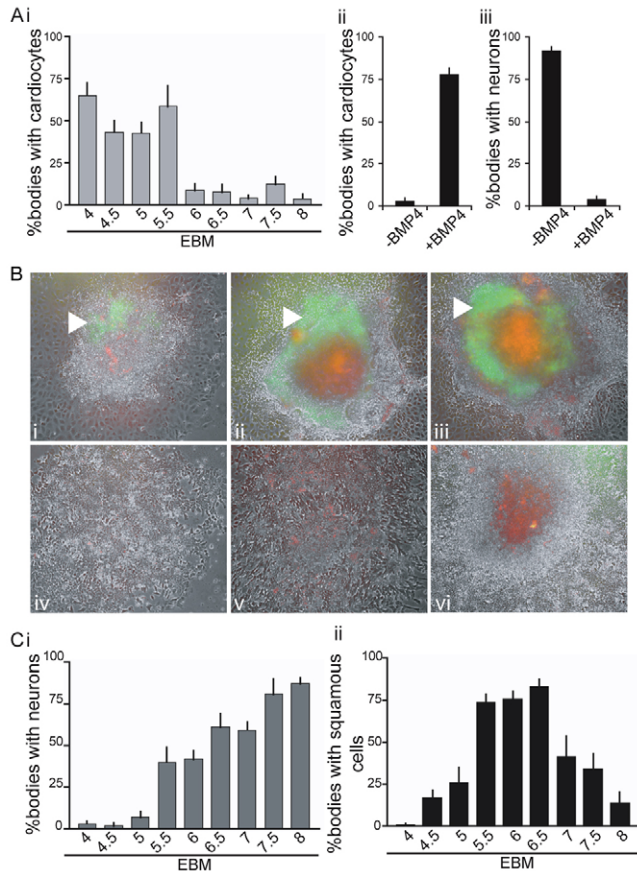 A i
%bodies with cardiocytes
100
75
50
25
0
4 4.5 5 5.5 6 6.5 7 7.5 8
EBM
ii
%bodies with cardiocytes
100
75
50
25
0
-BMP4 +BMP4
iii
%bodies with neurons
100
75
50
25
0
-BMP4 +BMP4
B
i ii iii
iv v vi
C i
%bodies with neurons
100
75
50
25
0
4 4.5 5 5.5 6 6.5 7 7.5 8
EBM
ii
%bodies with squamous
cells
100
75
50
25
0
4 4.5 5 5.5 6 6.5 7 7.5 8
EBM